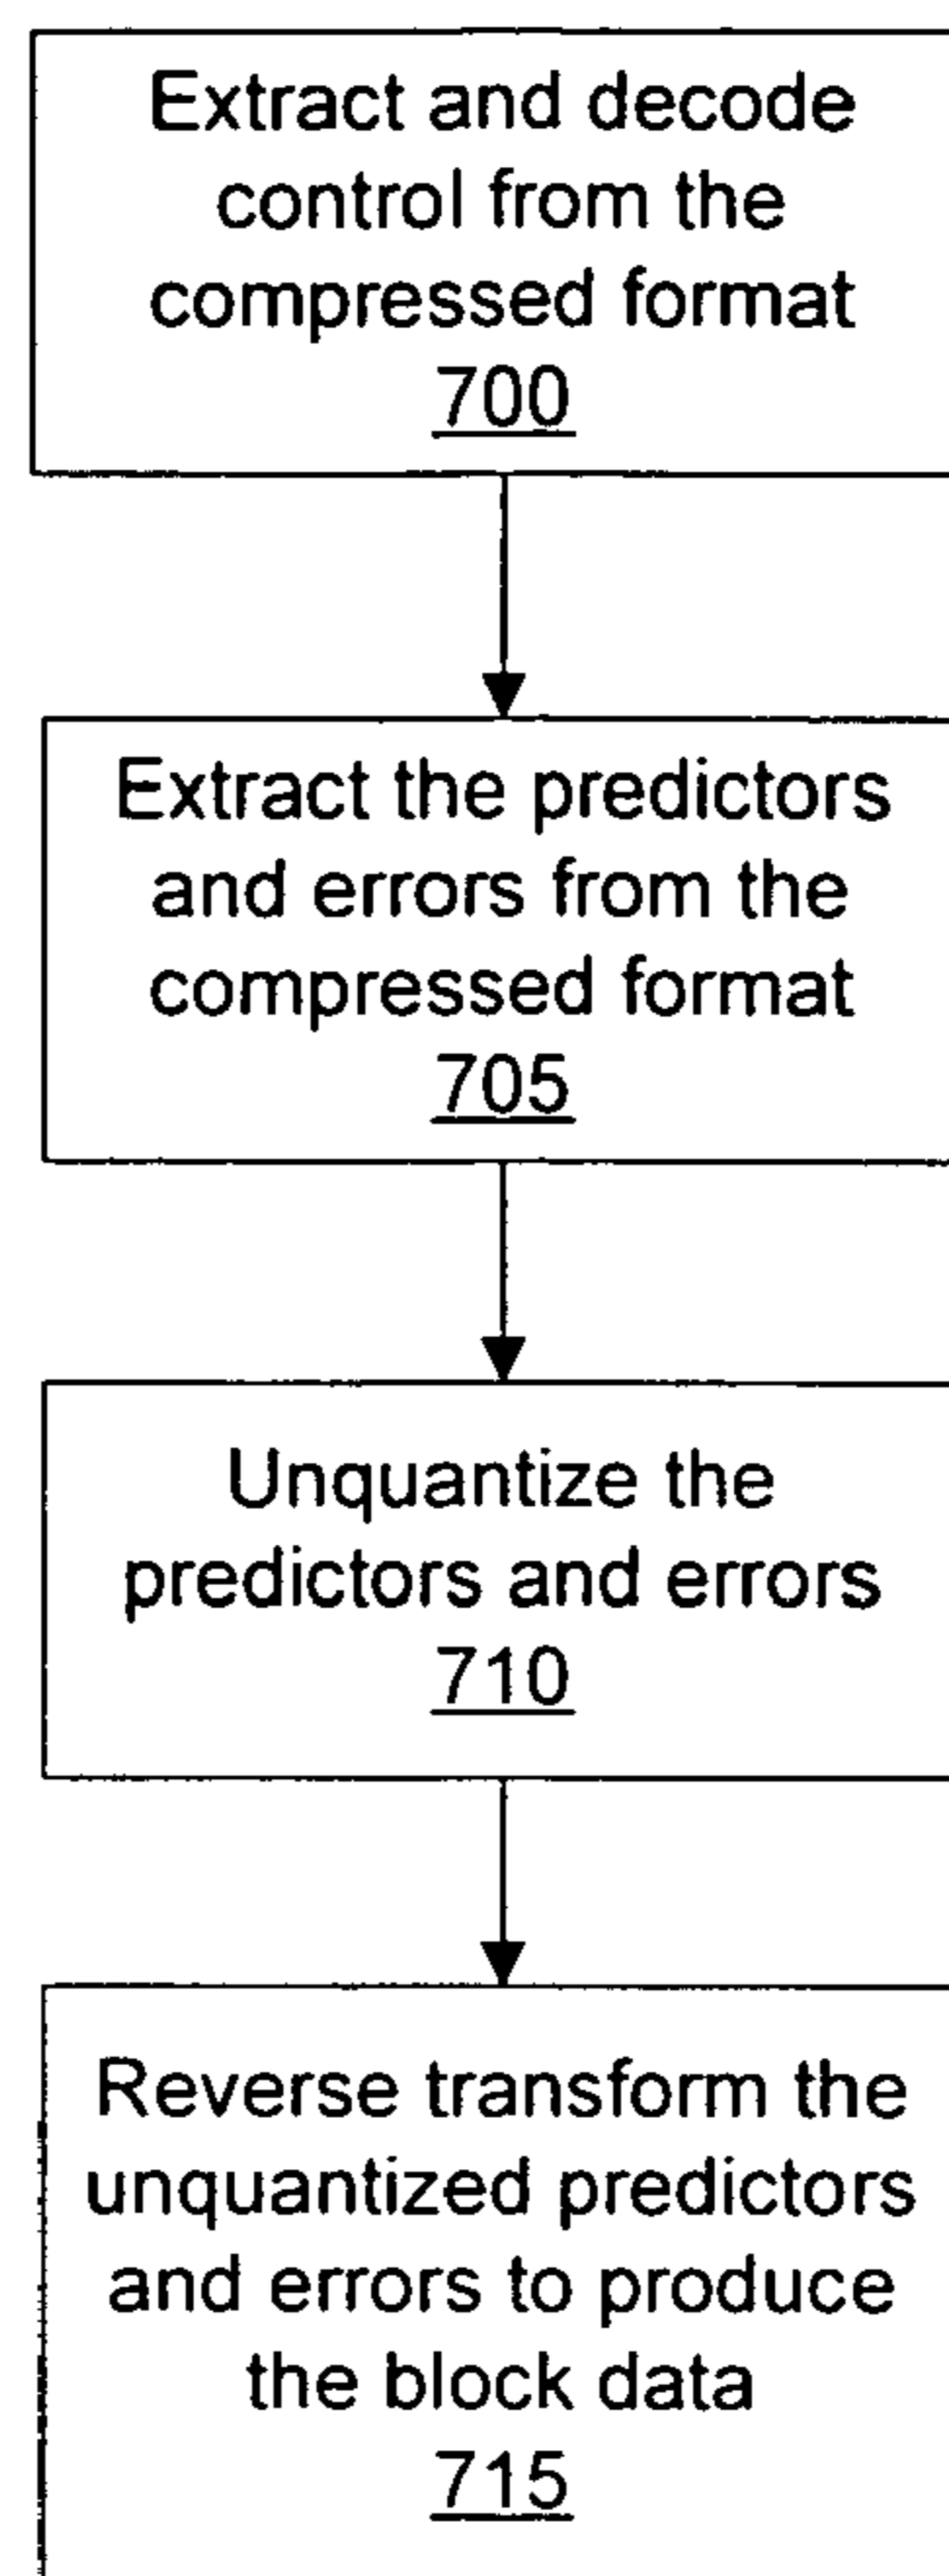 Extract and decode
control from the
compressed format
700
Extract the predictors
and errors from the
compressed format
705
Unquantize the
predictors and errors
710
Reverse transform the
unquantized predictors
and errors to produce
the block data
715